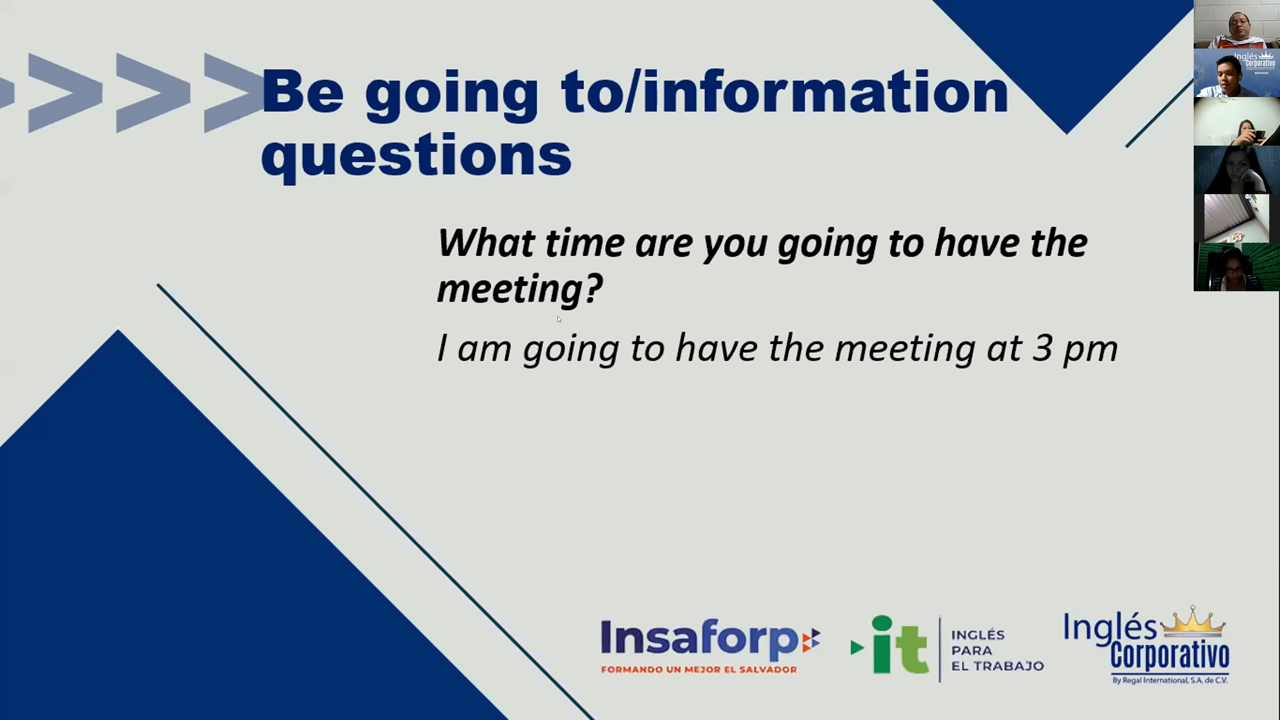 Be going to/information
questions
What time are you going to have the
meeting?
I am going to have the meeting at 3 pm
Insaforp
FORMANDO UN MEJOR EL SALVADOR
it
INGLÉS
PARA
EL TRABAJO
Inglés
Corporativo
By Regal International, S.A. de C.V.
Inglés
Corporativo